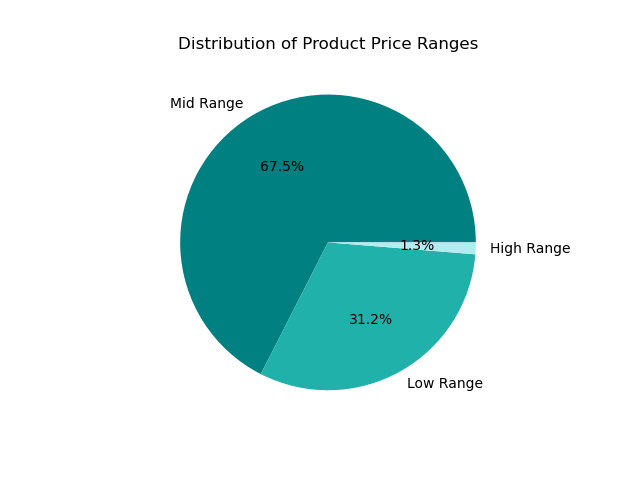 Distribution of Product Price Ranges
Mid Range
67.5%
1.3%
High Range
31.2%
Low Range